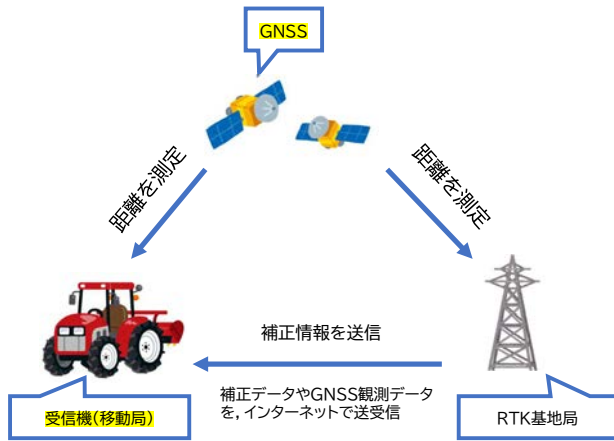 GNSS
距離を測定
距離を測定
補正情報を送信
補正データやGNSS観測データ
を,インターネットで送受信
受信機(移動局)
RTK基地局